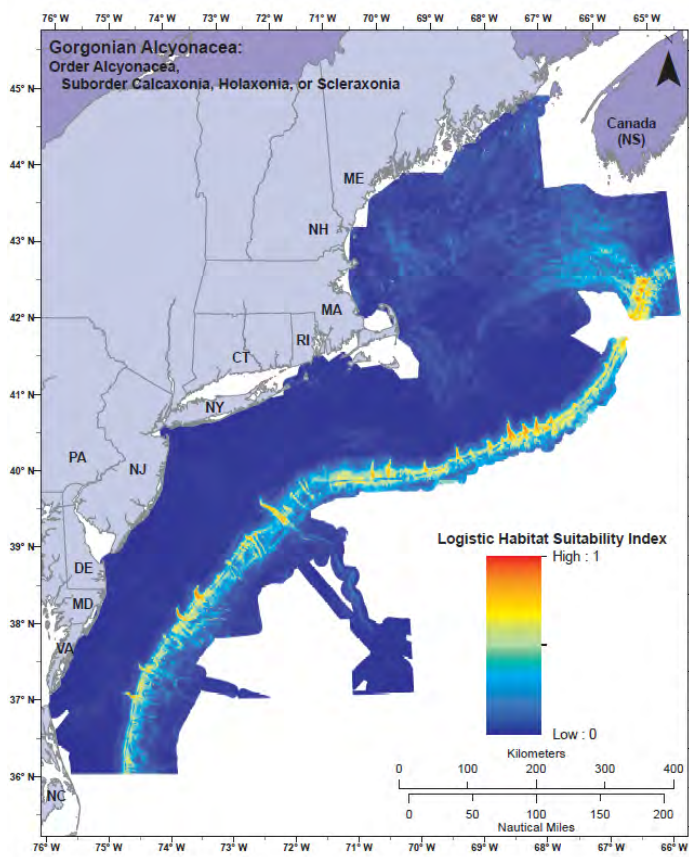 76° W 75° W 74° W 73° W 72° W 71° W 70° W 69° W 68° W 67° W 66° W 65° W
Gorgonian Alcyonacea:
Order Alcyonacea,
Suborder Calcaxonia, Holaxonia, or Scleraxonia
N
45° N
44° N
43° N
42° N
41° N
40° N
39° N
38° N
37° N
36° N
Canada
(NS)
ME
NH
MA
RI
CT
NY
PA
NJ
DE
MD
VA
NC
Logistic Habitat Suitability Index
High : 1
Low : 0
Kilometers
0 100 200 300 400
0 50 100 150 200
Nautical Miles
76° W 75° W 74° W 73° W 72° W 71° W 70° W 69° W 68° W 67° W 66° W